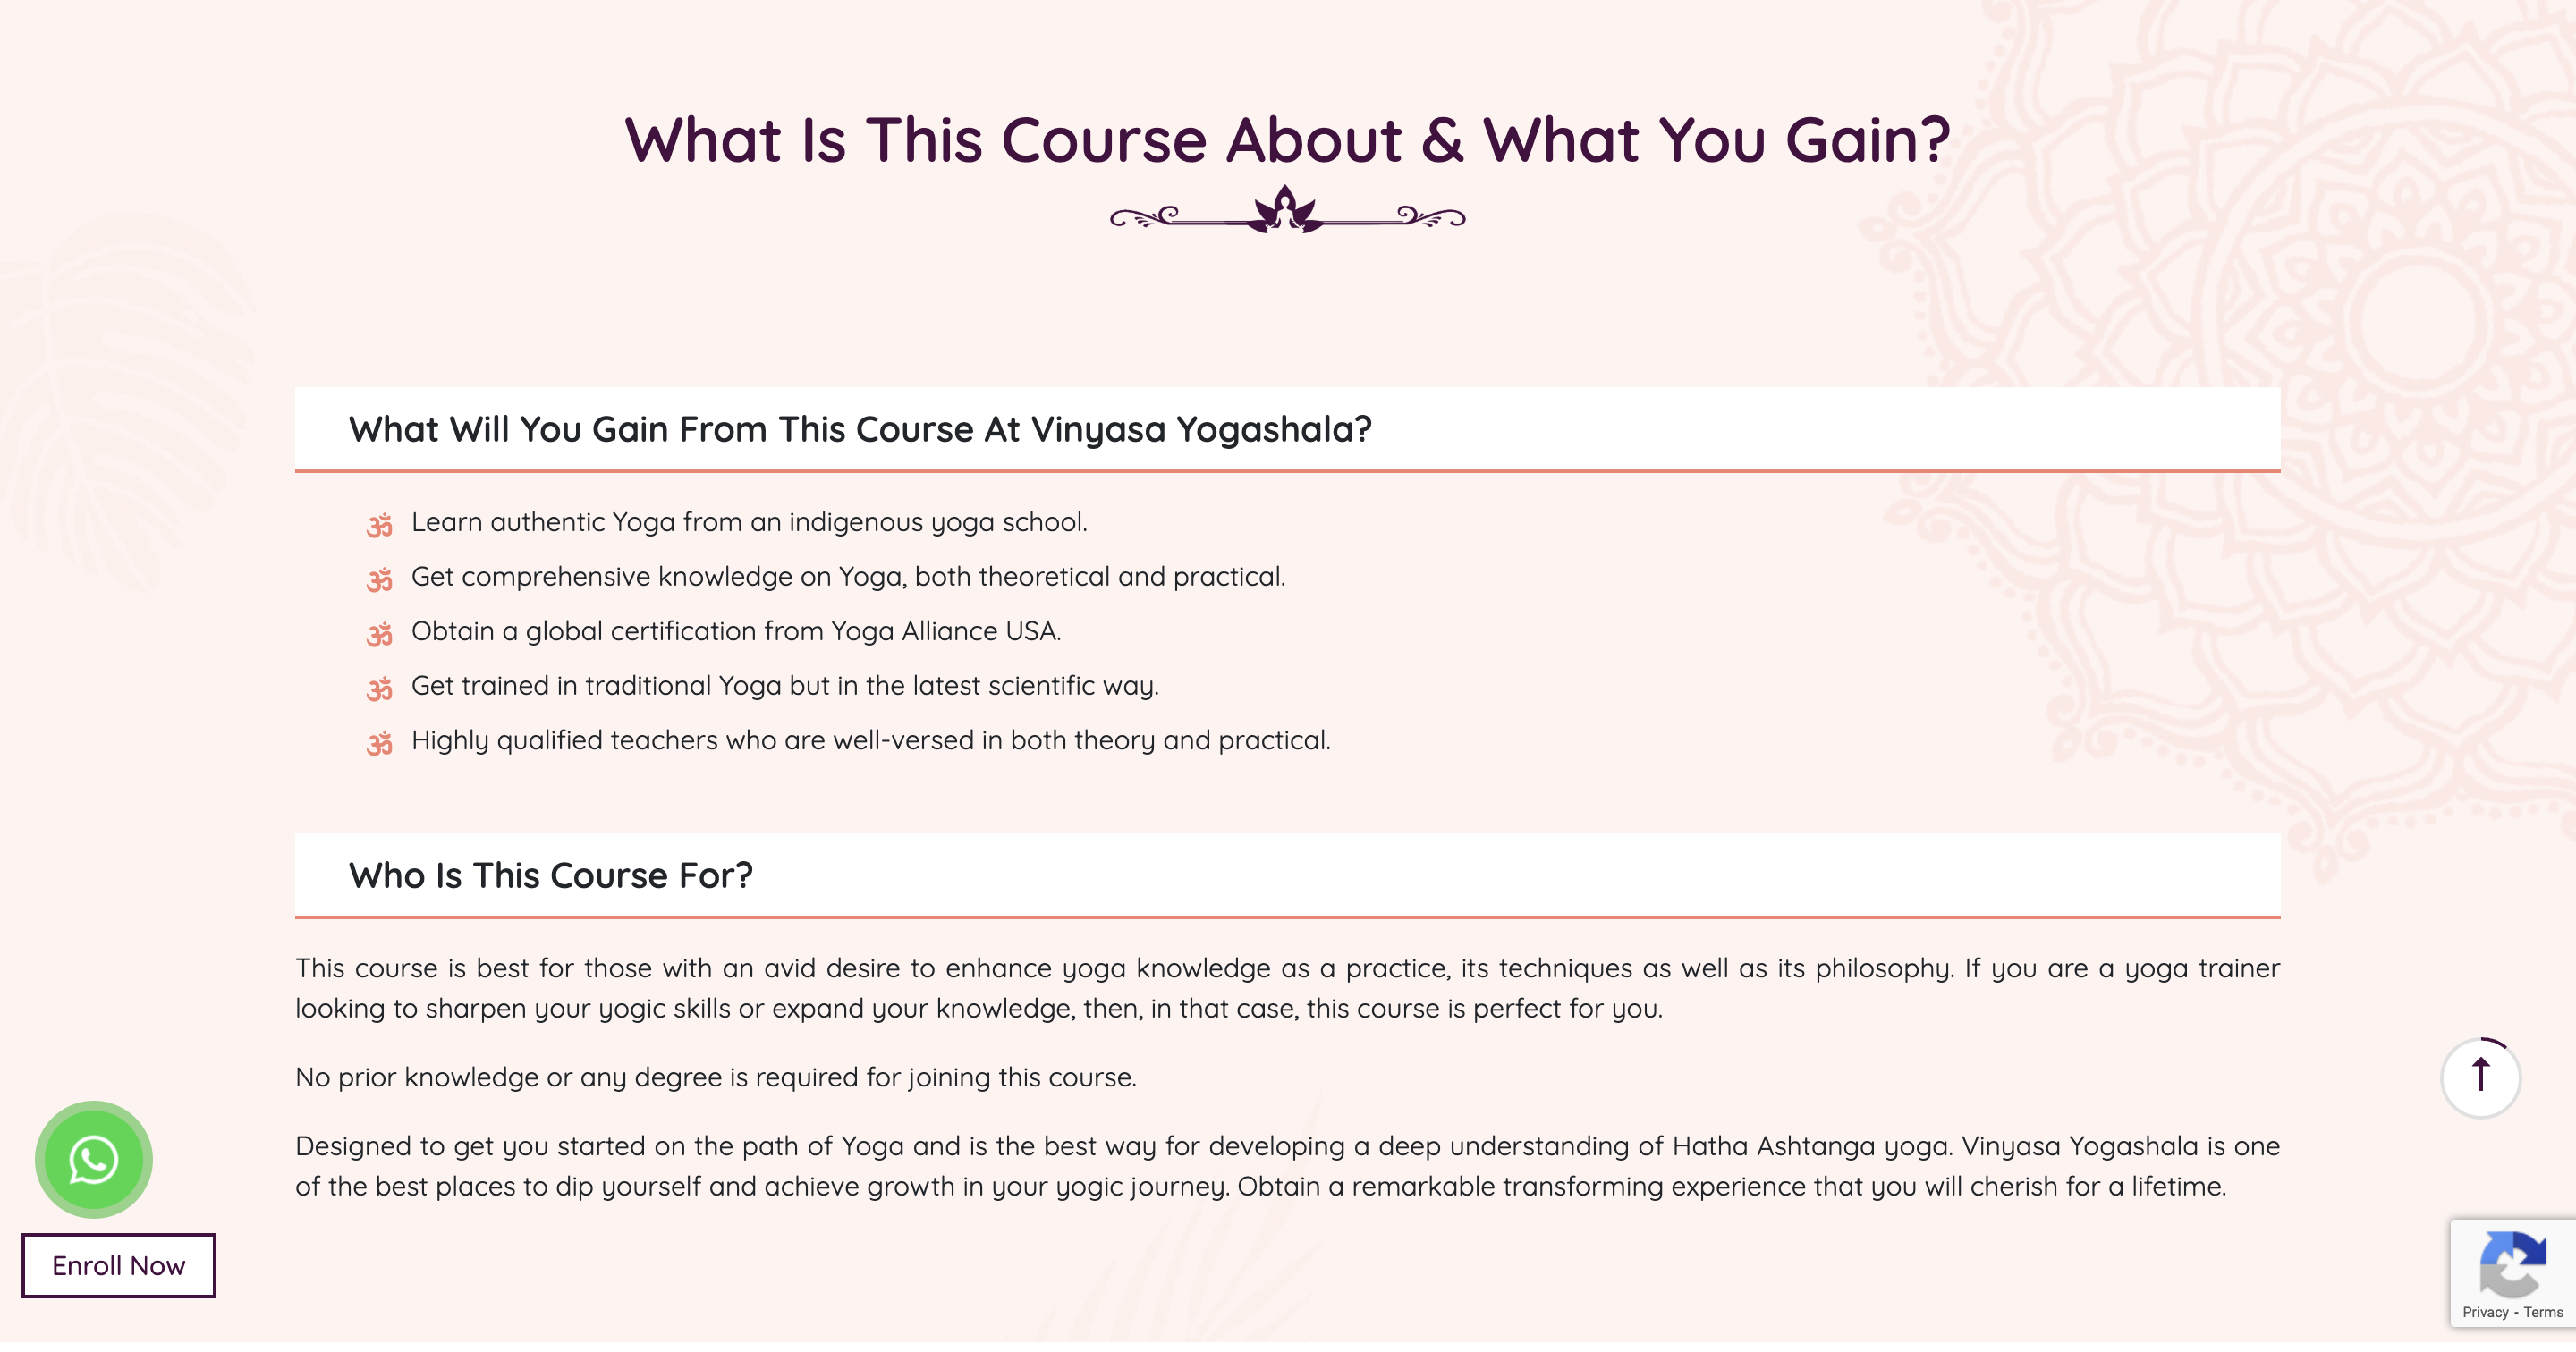 What Is This Course About & What You Gain?
What Will You Gain From This Course At Vinyasa Yogashala?
ॐ Learn authentic Yoga from an indigenous yoga school.
ॐ Get comprehensive knowledge on Yoga, both theoretical and practical.
ॐ Obtain a global certification from Yoga Alliance USA.
ॐ Get trained in traditional Yoga but in the latest scientific way.
ॐ Highly qualified teachers who are well-versed in both theory and practical.
Who Is This Course For?
This course is best for those with an avid desire to enhance yoga knowledge as a practice, its techniques as well as its philosophy. If you are a yoga trainer
looking to sharpen your yogic skills or expand your knowledge, then, in that case, this course is perfect for you.
No prior knowledge or any degree is required for joining this course.
Designed to get you started on the path of Yoga and is the best way for developing a deep understanding of Hatha Ashtanga yoga. Vinyasa Yogashala is one
of the best places to dip yourself and achieve growth in your yogic journey. Obtain a remarkable transforming experience that you will cherish for a lifetime.
Enroll Now
Privacy - Terms